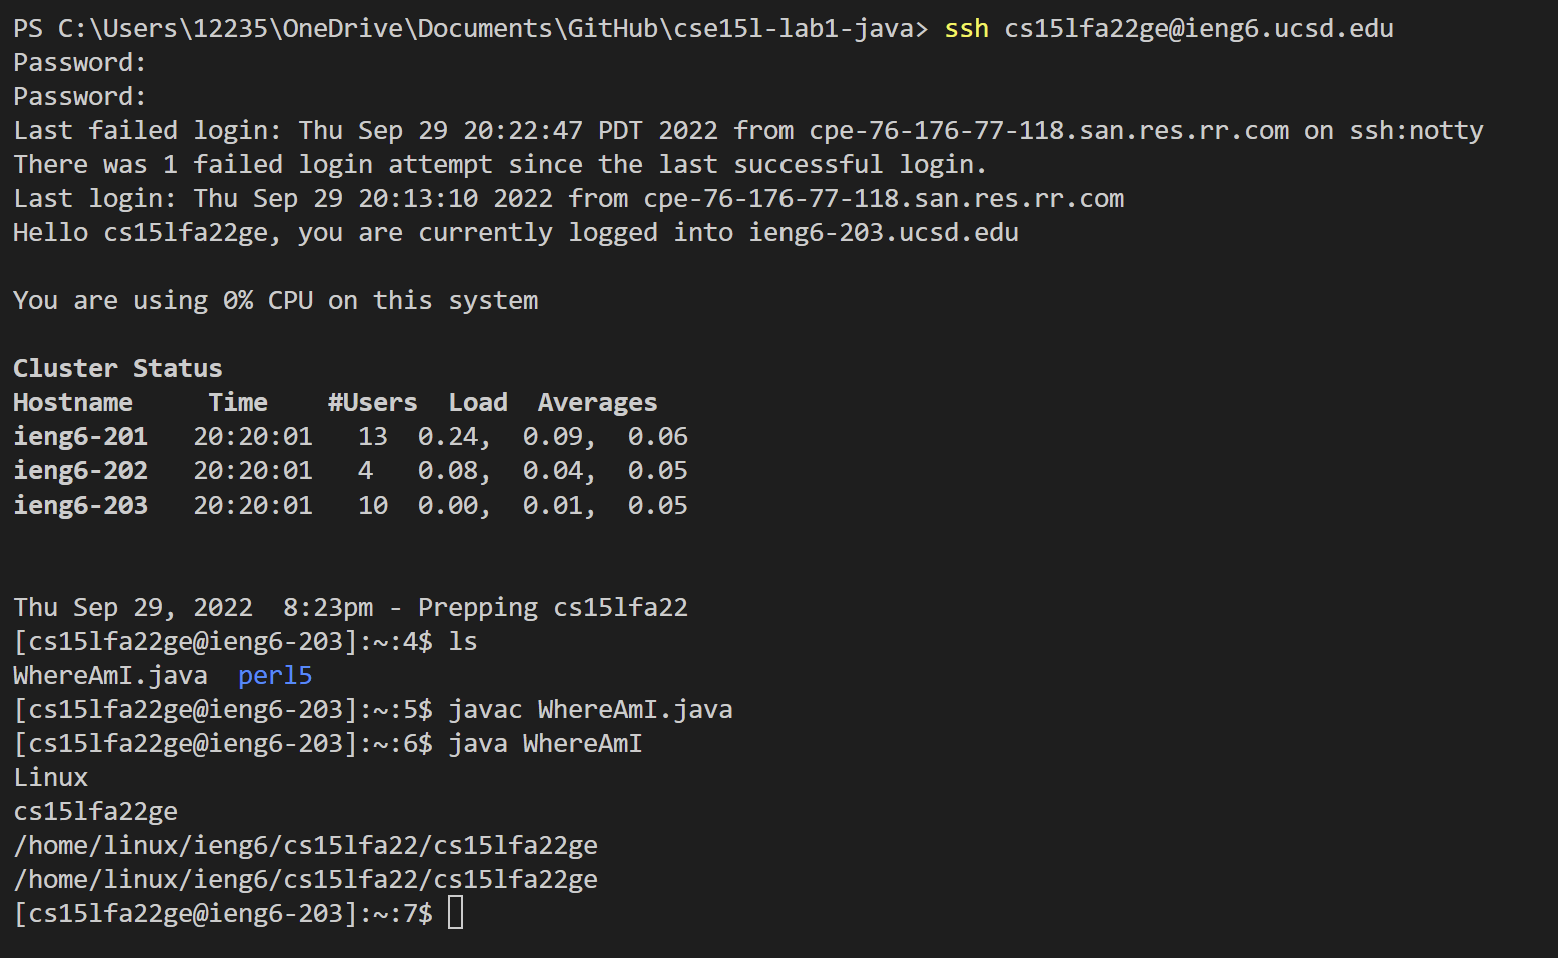 PS C:\Users\12235\OneDrive\Documents\GitHub\cse15l-lab1-java> ssh cs15lfa22ge@ieng6.ucsd.edu
Password:
Password:
Last failed login: Thu Sep 29 20:22:47 PDT 2022 from cpe-76-176-77-118.san.res.rr.com on ssh:notty
There was 1 failed login attempt since the last successful login.
Last login: Thu Sep 29 20:13:10 2022 from cpe-76-176-77-118.san.res.rr.com
Hello cs15lfa22ge, you are currently logged into ieng6-203.ucsd.edu
You are using 0% CPU on this system
Cluster Status
Hostname     Time    #Users  Load  Averages
ieng6-201   20:20:01   13  0.24,  0.09,  0.06
ieng6-202   20:20:01   4   0.08,  0.04,  0.05
ieng6-203   20:20:01   10  0.00,  0.01,  0.05
Thu Sep 29, 2022  8:23pm - Prepping cs15lfa22
[cs15lfa22ge@ieng6-203]:~:4$ ls
WhereAmI.java  perl5
[cs15lfa22ge@ieng6-203]:~:5$ javac WhereAmI.java
[cs15lfa22ge@ieng6-203]:~:6$ java WhereAmI
Linux
cs15lfa22ge
/home/linux/ieng6/cs15lfa22/cs15lfa22ge
/home/linux/ieng6/cs15lfa22/cs15lfa22ge
[cs15lfa22ge@ieng6-203]:~:7$